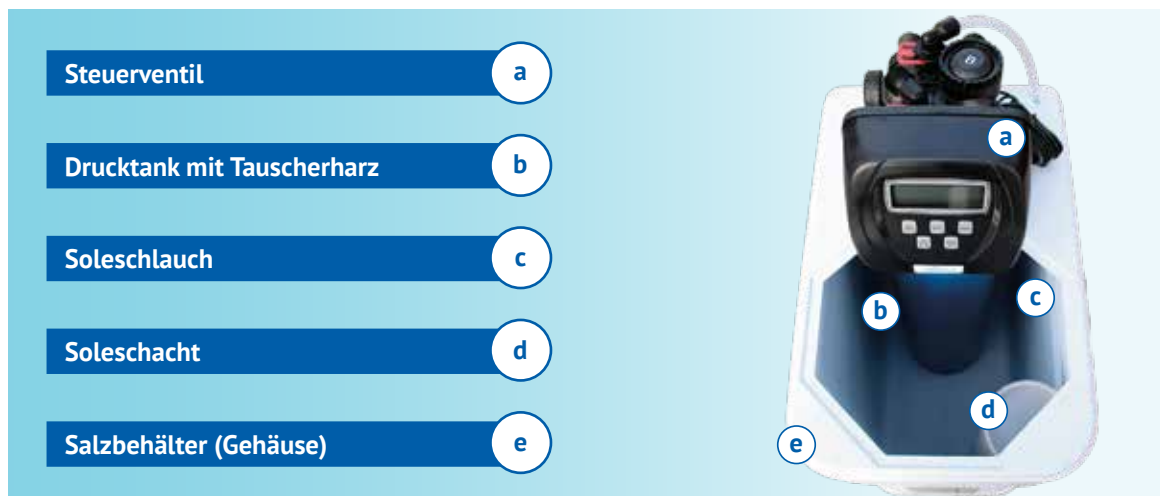 Steuerventil a
Drucktank mit Tauscherharz b
Soleschlauch c
Soleschacht d
Salzbehälter (Gehäuse) e
a
b
c
d
e